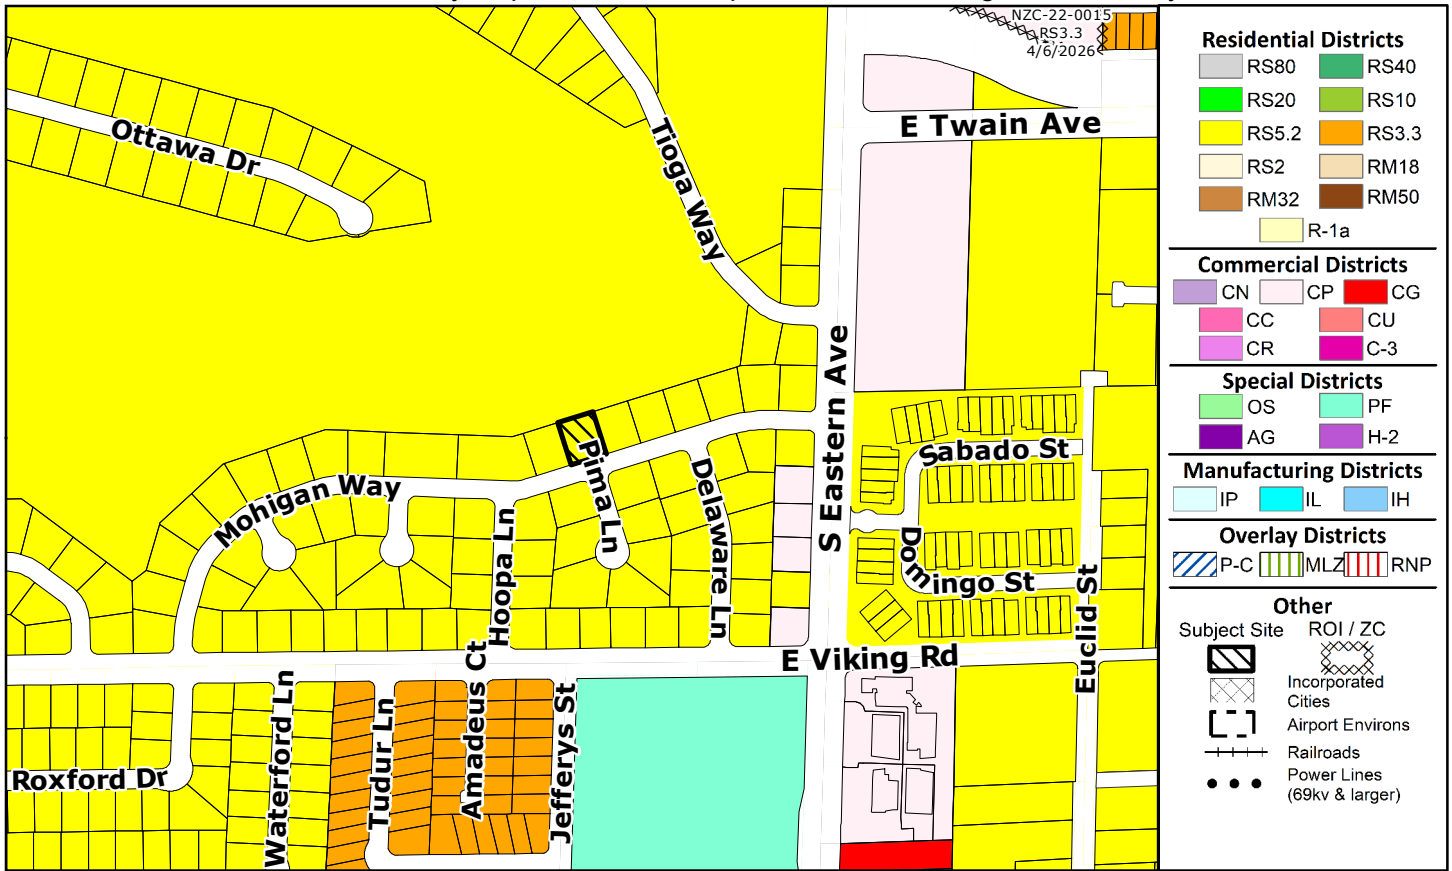 NZC-22-0015
RS3.3
4/6/2026
E Twain Ave
Ottawa Dr
Tioga Way
S Eastern Ave
Sabado St
Pima Ln
Delaware Ln
Mohigan Way
Hoopa Ln
Domingo St
Euclid St
E Viking Rd
Amadeus Ct
Waterford Ln
Tudur Ln
Jefferys St
Roxford Dr
Residential Districts
RS80 RS40
RS20 RS10
RS5.2 RS3.3
RS2 RM18
RM32 RM50
R-1a
Commercial Districts
CN CP CG
CC CU
CR C-3
Special Districts
OS PF
AG H-2
Manufacturing Districts
IP IL IH
Overlay Districts
P-C MLZ RNP
Other
Subject Site ROI / ZC
Incorporated
Cities
Airport Environs
Railroads
Power Lines
(69kv & larger)